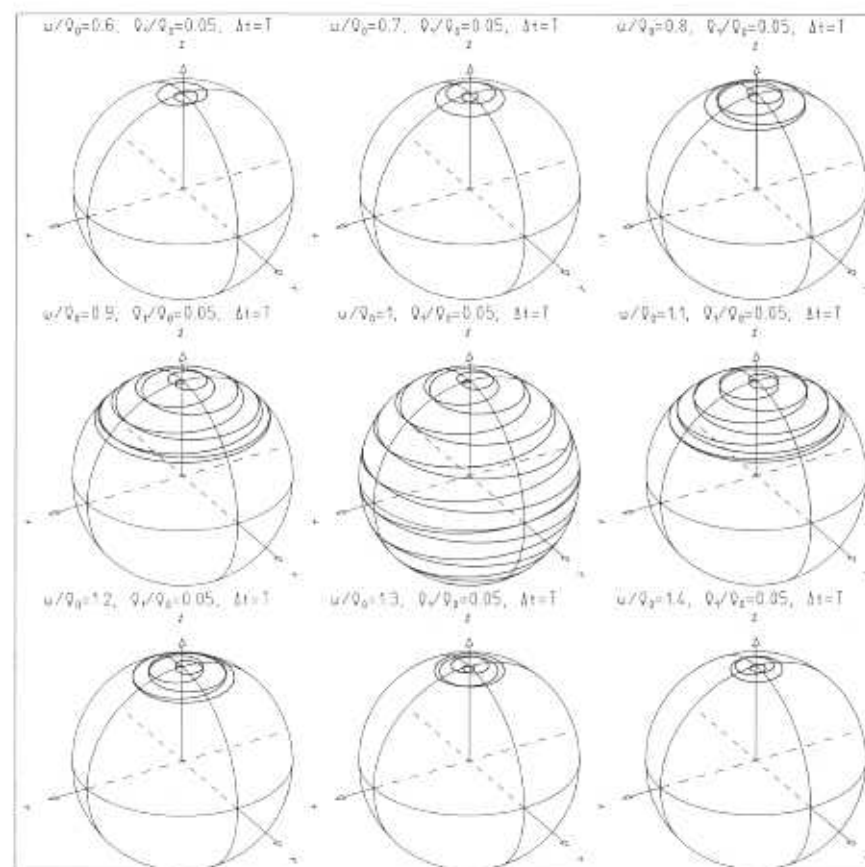 ω/Ω₀=0.6, Ω₁/Ω₀=0.05, Δt=T
z
ω/Ω₀=0.7, Ω₁/Ω₀=0.05, Δt=T
z
ω/Ω₀=0.8, Ω₁/Ω₀=0.05, Δt=T
z
ω/Ω₀=0.9, Ω₁/Ω₀=0.05, Δt=T
z
ω/Ω₀=1, Ω₁/Ω₀=0.05, Δt=T
z
ω/Ω₀=1.1, Ω₁/Ω₀=0.05, Δt=T
z
ω/Ω₀=1.2, Ω₁/Ω₀=0.05, Δt=T
z
ω/Ω₀=1.3, Ω₁/Ω₀=0.05, Δt=T
z
ω/Ω₀=1.4, Ω₁/Ω₀=0.05, Δt=T
z